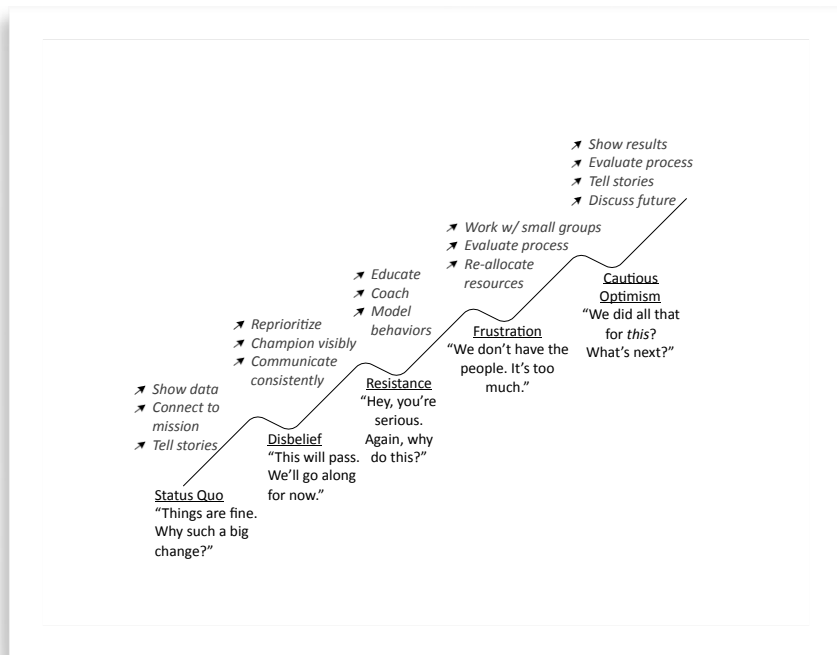 Show results
Evaluate process
Tell stories
Discuss future
Work w/ small groups
Evaluate process
Re-allocate
resources
Cautious
Optimism
“We did all that
for this?
What’s next?”
Educate
Coach
Model
behaviors
Frustration
“We don’t have the
people. It’s too
much.”
Reprioritize
Champion visibly
Communicate
consistently
Resistance
“Hey, you’re
serious.
Again, why
do this?”
Show data
Connect to
mission
Tell stories
Disbelief
“This will pass.
We’ll go along
for now.”
Status Quo
“Things are fine.
Why such a big
change?”